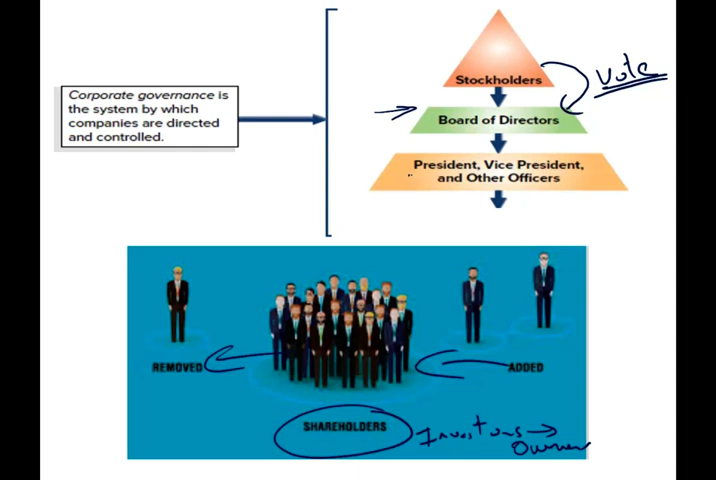 Stockholders
Vote
Corporate governance is
the system by which
companies are directed
and controlled.
Board of Directors
President, Vice President,
and Other Officers
REMOVED
ADDED
SHAREHOLDERS
Investors →
Owner